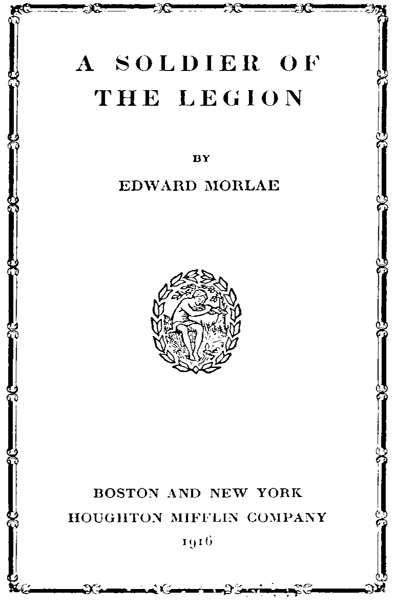 A SOLDIER OF
THE LEGION
BY
EDWARD MORLAE
BOSTON AND NEW YORK
HOUGHTON MIFFLIN COMPANY
1916